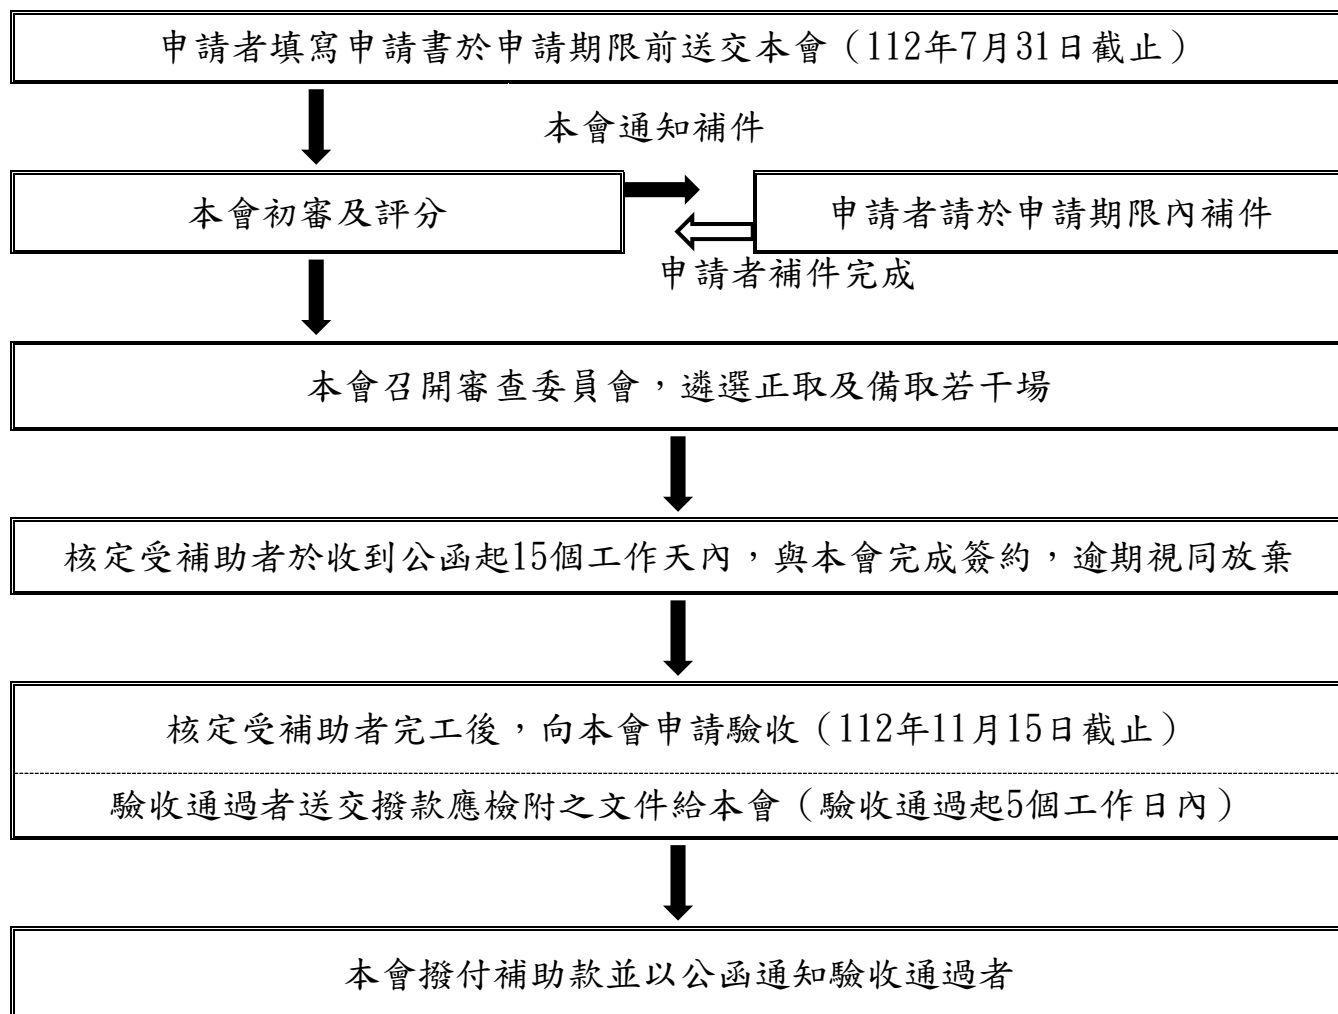 申請者填寫申請書於申請期限前送交本會（112年7月31日截止）
本會通知補件
本會初審及評分
申請者請於申請期限內補件
申請者補件完成
本會召開審查委員會，遴選正取及備取若干場
核定受補助者於收到公函起15個工作天內，與本會完成簽約，逾期視同放棄
核定受補助者完工後，向本會申請驗收（112年11月15日截止）
驗收通過者送交撥款應檢附之文件給本會（驗收通過起5個工作日內）
本會撥付補助款並以公函通知驗收通過者